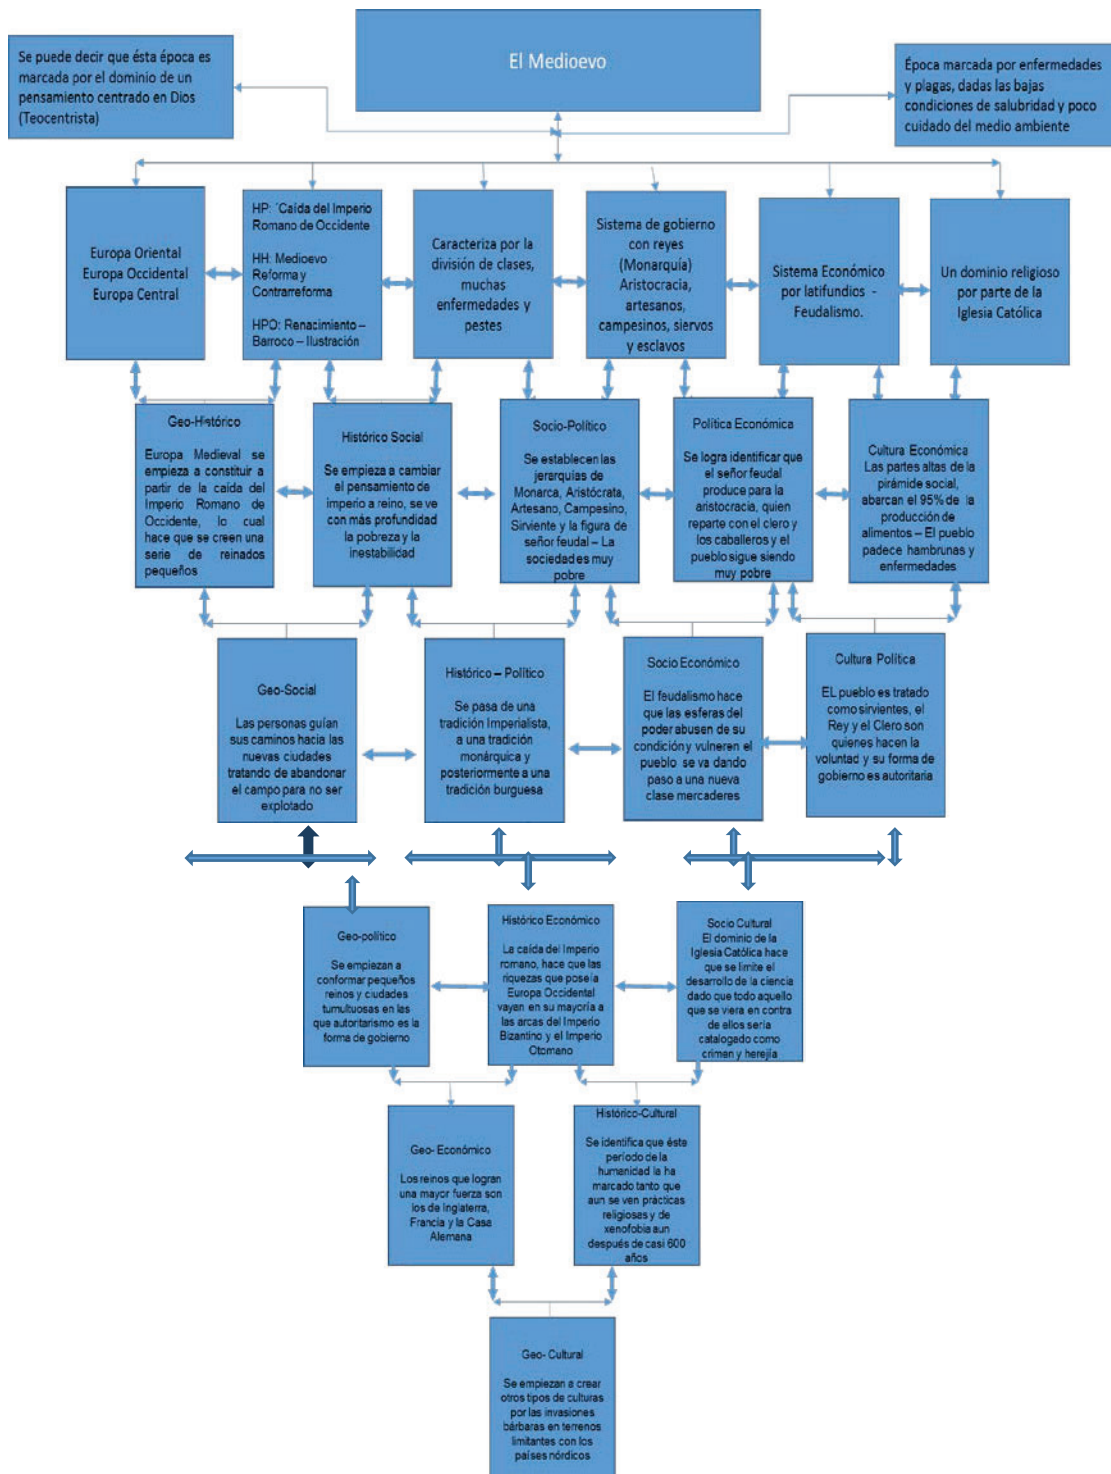 El Medioevo
Se puede decir que ésta época es
marcada por el dominio de un
pensamiento centrado en Dios
(Teocentrista)
Época marcada por enfermedades
y plagas, dadas las bajas
condiciones de salubridad y poco
cuidado del medio ambiente
Europa Oriental
Europa Occidental
Europa Central
HP: ´Caída del Imperio
Romano de Occidente
HH: Medioevo
Reforma y
Contrarreforma
HPO: Renacimiento –
Barroco – Ilustración
Caracteriza por la
división de clases,
muchas
enfermedades y
pestes
Sistema de gobierno
con reyes
(Monarquía)
Aristocracia,
artesanos,
campesinos, siervos
y esclavos
Sistema Económico
por latifundios -
Feudalismo.
Un dominio religioso
por parte de la
Iglesia Católica
Geo-Histórico
Europa Medieval se
empieza a constituir a
partir de la caída del
Imperio Romano de
Occidente, lo cual
hace que se creen una
serie de reinados
pequeños
Histórico Social
Se empieza a cambiar
el pensamiento de
imperio a reino, se ve
con más profundidad
la pobreza y la
inestabilidad
Socio-Político
Se establecen las
jerarquías de
Monarca, Aristócrata,
Artesano, Campesino,
Sirviente y la figura de
señor feudal – La
sociedad es muy
pobre
Política Económica
Se logra identificar que
el señor feudal
produce para la
aristocracia, quien
reparte con el clero y
los caballeros y el
pueblo sigue siendo
muy pobre
Cultura Económica
Las partes altas de la
pirámide social,
abarcan el 95% de la
producción de
alimentos – El pueblo
padece hambrunas y
enfermedades
Geo-Social
Las personas guían
sus caminos hacia las
nuevas ciudades
tratando de abandonar
el campo para no ser
explotado
Histórico – Político
Se pasa de una
tradición Imperialista,
a una tradición
monárquica y
posteriormente a una
tradición burguesa
Socio Económico
El feudalismo hace
que las esferas del
poder abusen de su
condición y vulneren el
pueblo se va dando
paso a una nueva
clase mercaderes
Cultura Política
EL pueblo es tratado
como sirvientes, el
Rey y el Clero son
quienes hacen la
voluntad y su forma de
gobierno es autoritaria
Geo-político
Se empiezan a
conformar pequeños
reinos y ciudades
tumultuosas en las
que autoritarismo es la
forma de gobierno
Histórico Económico
La caída del Imperio
romano, hace que las
riquezas que poseía
Europa Occidental
vayan en su mayoría a
las arcas del Imperio
Bizantino y el Imperio
Otomano
Socio Cultural
El dominio de la
Iglesia Católica hace
que se limite el
desarrollo de la ciencia
dado que todo aquello
que se viera en contra
de ellos sería
catalogado como
crimen y herejía
Geo- Económico
Los reinos que logran
una mayor fuerza son
los de Inglaterra,
Francia y la Casa
Alemana
Histórico-Cultural
Se identifica que éste
período de la
humanidad la ha
marcado tanto que
aun se ven prácticas
religiosas y de
xenofobia aun
después de casi 600
años
Geo- Cultural
Se empiezan a crear
otros tipos de culturas
por las invasiones
bárbaras en terrenos
limitantes con los
países nórdicos